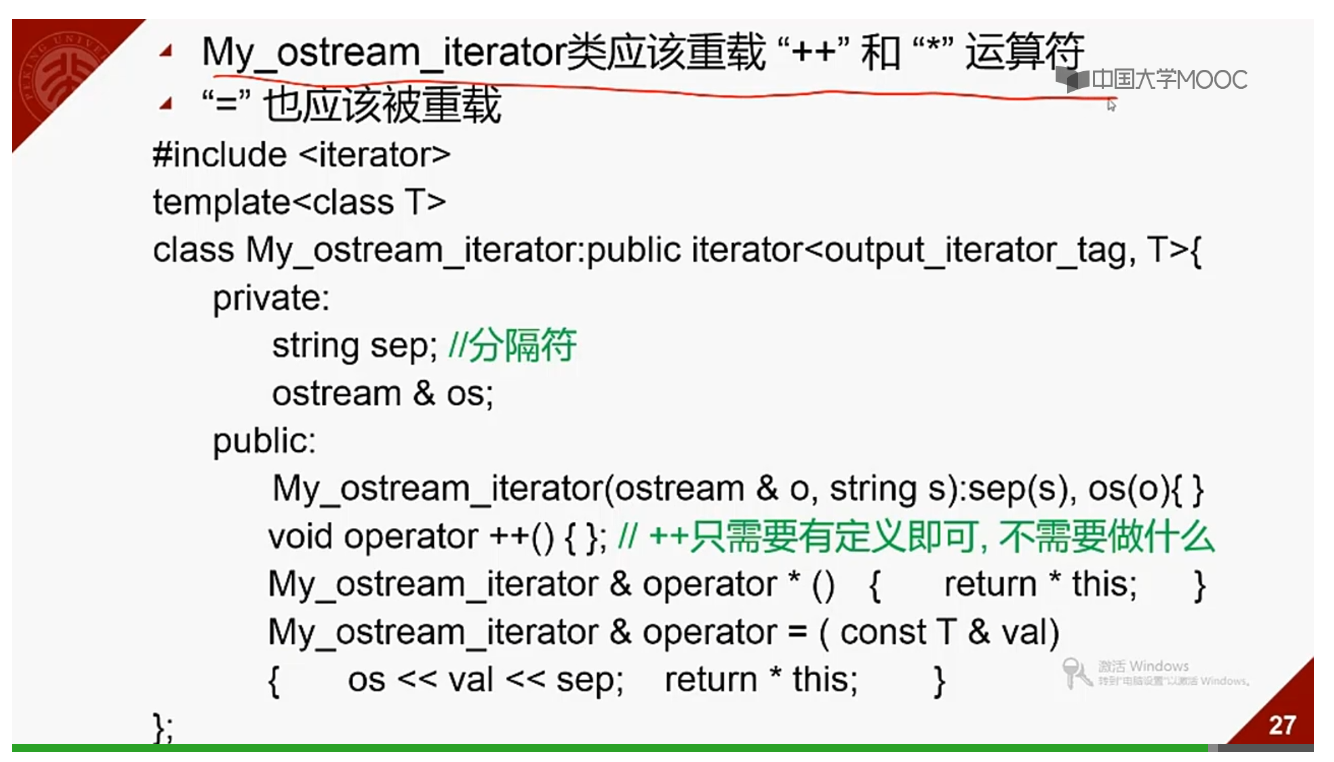 My_ostream_iterator类应该重载 “++” 和 “*” 运算符
中国大学MOOC
“=” 也应该被重载
#include <iterator>
template<class T>
class My_ostream_iterator:public iterator<output_iterator_tag, T>{
private:
string sep; //分隔符
ostream & os;
public:
My_ostream_iterator(ostream & o, string s):sep(s), os(o){ }
void operator ++() { }; // ++只需要有定义即可, 不需要做什么
My_ostream_iterator & operator * () { return * this; }
My_ostream_iterator & operator = ( const T & val)
{ os << val << sep; return * this; }
激活 Windows
转到"电脑设置"以激活 Windows。
};
27